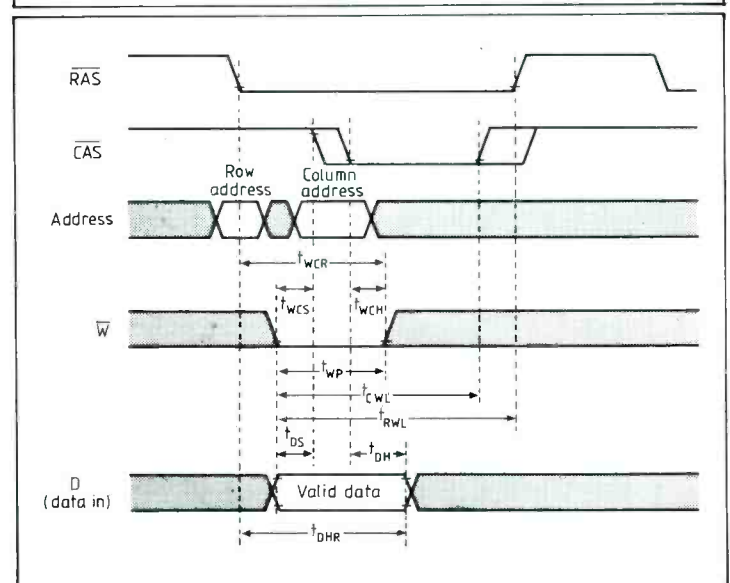 RAS
CAS
Row
address
Column
address
Address
tWCR
tWCS
tWCH
W
tWP
tCWL
tRWL
tDS
tDH
D
(data in)
Valid data
tDHR